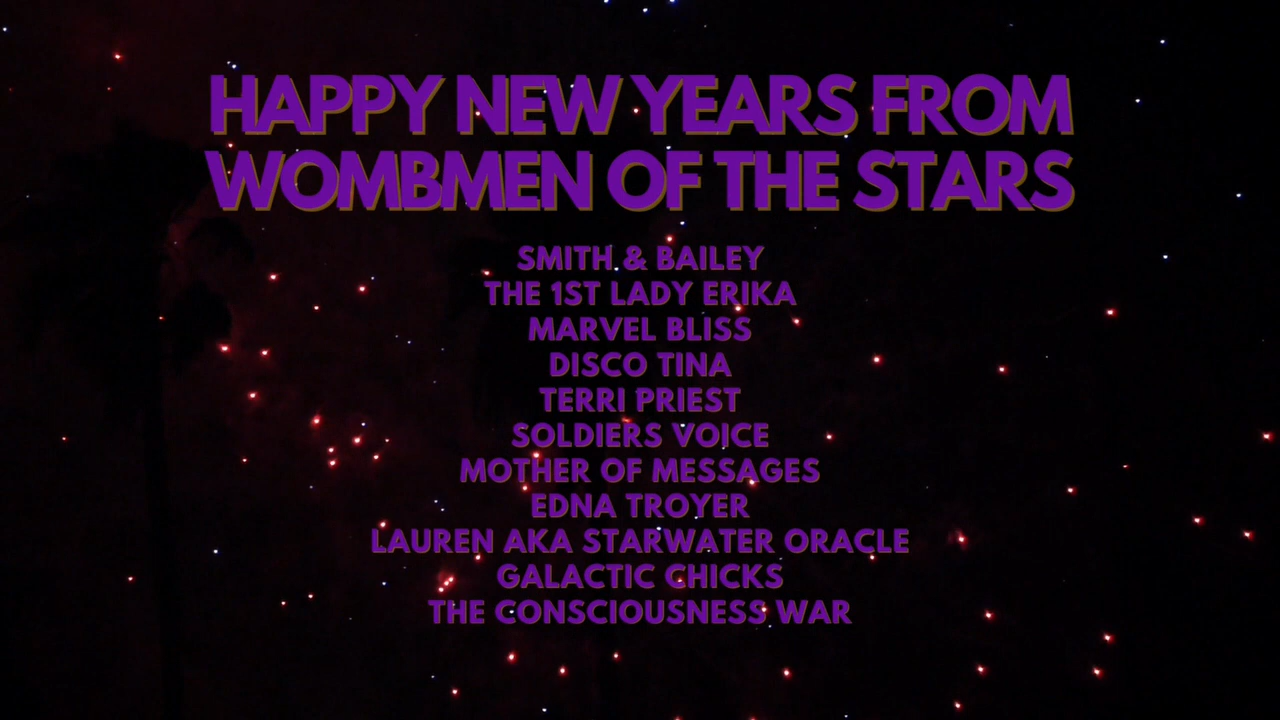 HAPPY NEW YEARS FROM
WOMBMEN OF THE STARS
SMITH & BAILEY
THE 1ST LADY ERIKA
MARVEL BLISS
DISCO TINA
TERRI PRIEST
SOLDIERS VOICE
MOTHER OF MESSAGES
EDNA TROYER
LAUREN AKA STARWATER ORACLE
GALACTIC CHICKS
THE CONSCIOUSNESS WAR